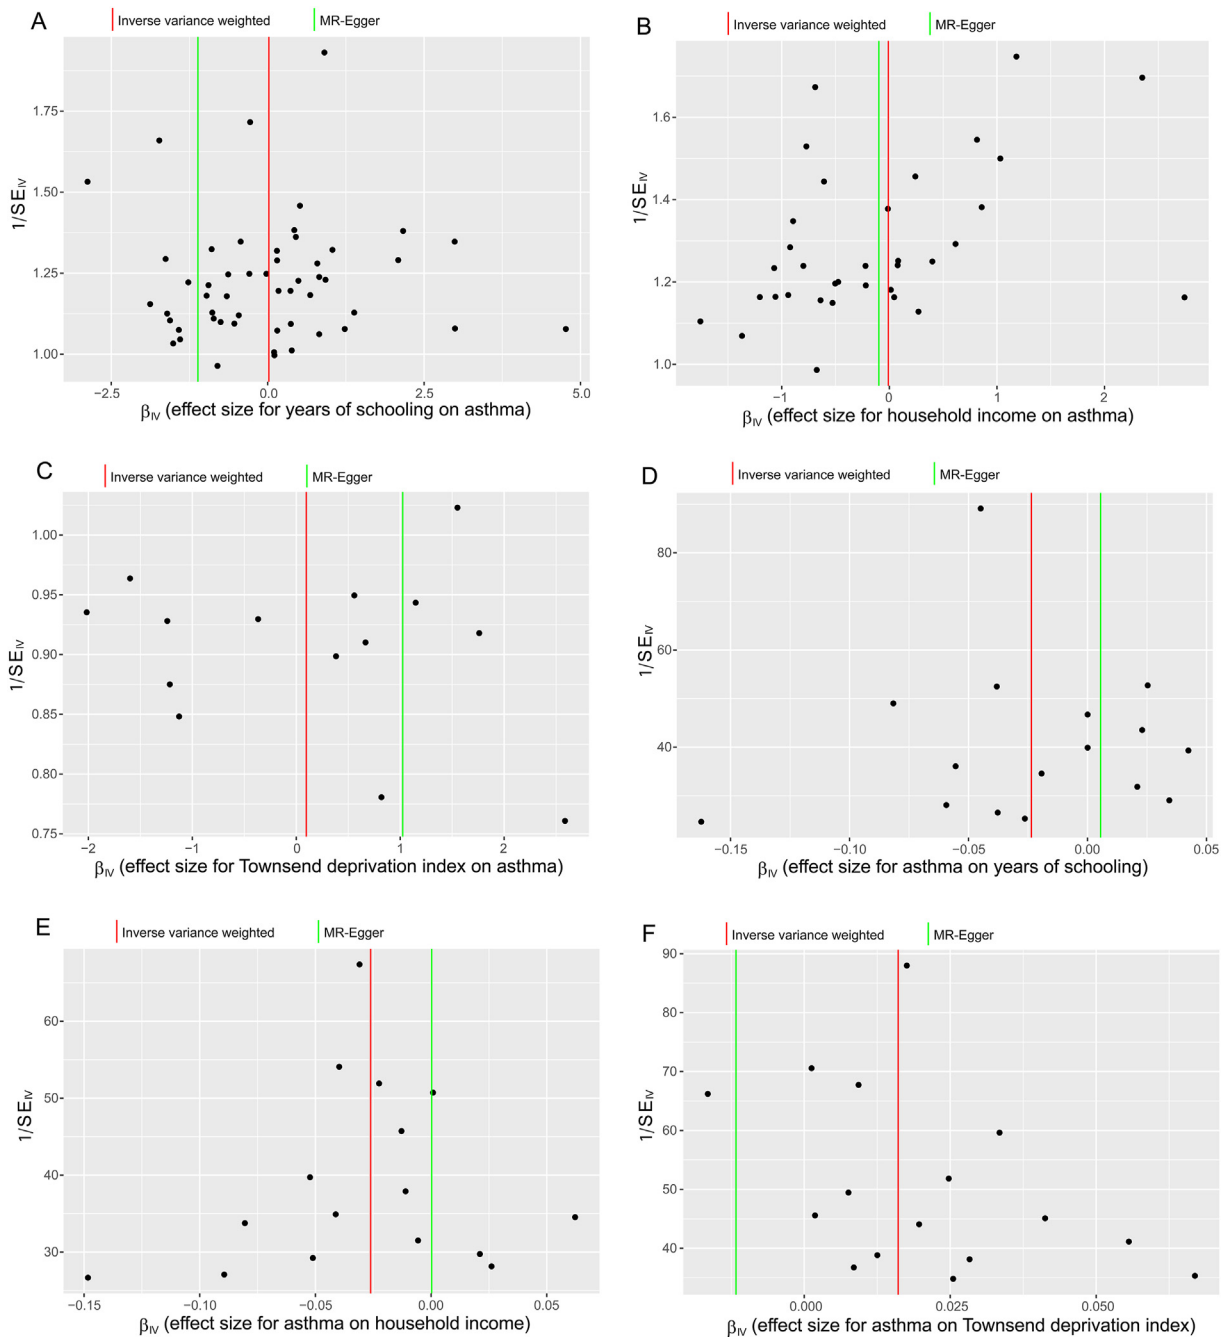 A
Inverse variance weighted
MR-Egger
1/SE_IV
1.75
1.50
1.25
1.00
−2.5
0.0
2.5
5.0
β_IV (effect size for years of schooling on asthma)
B
Inverse variance weighted
MR-Egger
1/SE_IV
1.6
1.4
1.2
1.0
−1
0
1
2
β_IV (effect size for household income on asthma)
C
Inverse variance weighted
MR-Egger
1/SE_IV
1.00
0.95
0.90
0.85
0.80
0.75
−2
−1
0
1
2
β_IV (effect size for Townsend deprivation index on asthma)
D
Inverse variance weighted
MR-Egger
1/SE_IV
80
60
40
−0.15
−0.10
−0.05
0.00
0.05
β_IV (effect size for asthma on years of schooling)
E
Inverse variance weighted
MR-Egger
1/SE_IV
60
50
40
30
−0.15
−0.10
−0.05
0.00
0.05
β_IV (effect size for asthma on household income)
F
Inverse variance weighted
MR-Egger
1/SE_IV
90
80
70
60
50
40
0.000
0.025
0.050
β_IV (effect size for asthma on Townsend deprivation index)